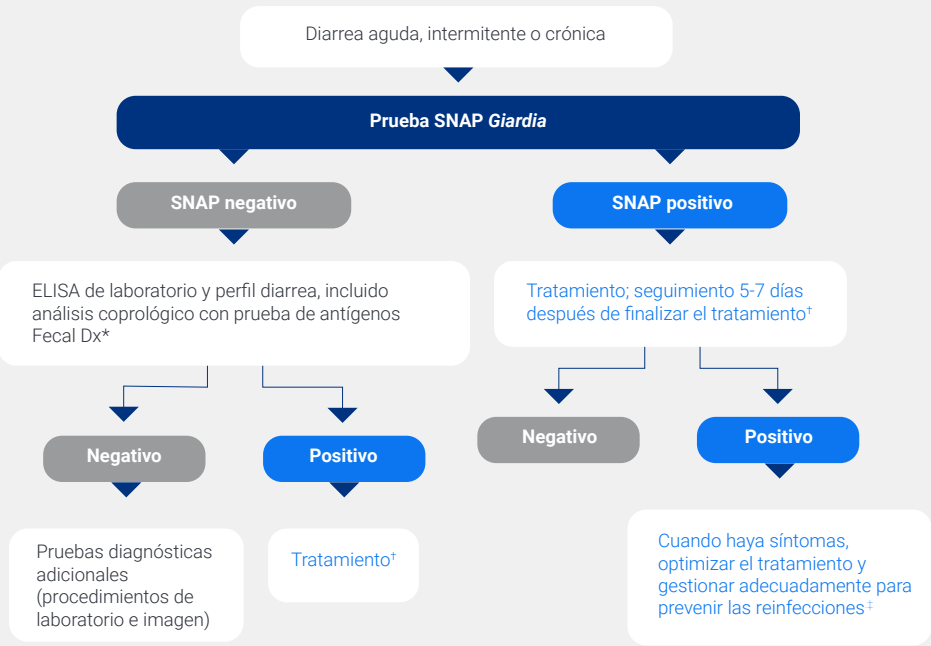 Diarrea aguda, intermitente o crónica
Prueba SNAP Giardia
SNAP negativo
SNAP positivo
ELISA de laboratorio y perfil diarrea, incluido
análisis coprológico con prueba de antígenos
Fecal Dx*
Tratamiento; seguimiento 5-7 días
después de finalizar el tratamiento†
Negativo
Positivo
Negativo
Positivo
Pruebas diagnósticas
adicionales
(procedimientos de
laboratorio e imagen)
Tratamiento†
Cuando haya síntomas,
optimizar el tratamiento y
gestionar adecuadamente para
prevenir las reinfecciones‡